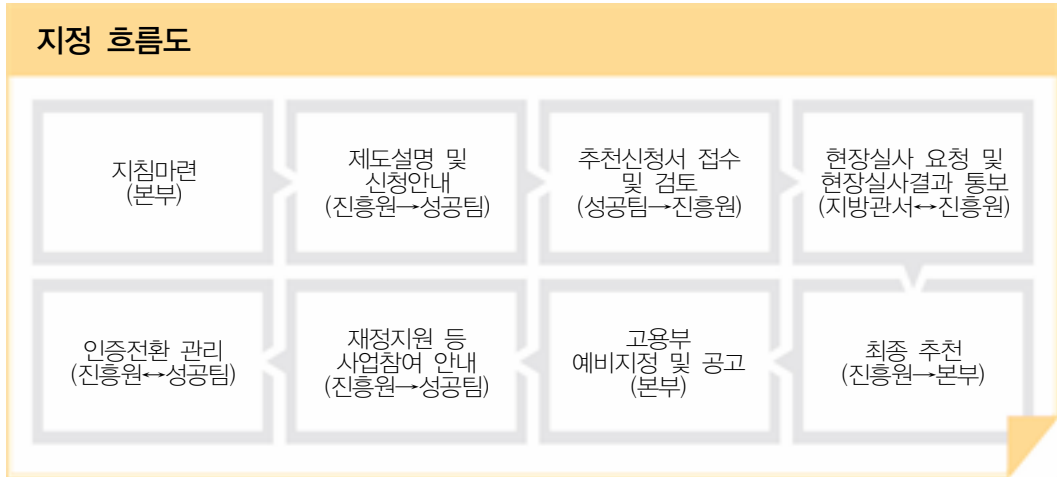 지정 흐름도
지침마련
(본부)
제도설명 및
신청안내
(진흥원→성공팀)
추천신청서 접수
및 검토
(성공팀→진흥원)
현장실사 요청 및
현장실사결과 통보
(지방관서↔진흥원)
최종 추천
(진흥원→본부)
고용부
예비지정 및 공고
(본부)
재정지원 등
사업참여 안내
(진흥원→성공팀)
인증전환 관리
(진흥원↔성공팀)